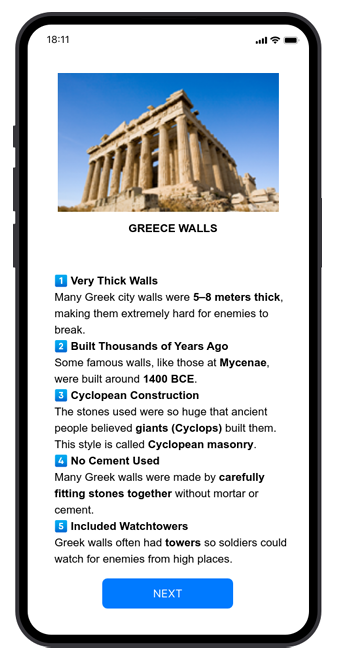 18:11
GREECE WALLS
1️⃣ Very Thick Walls
Many Greek city walls were 5–8 meters thick,
making them extremely hard for enemies to
break.
2️⃣ Built Thousands of Years Ago
Some famous walls, like those at Mycenae,
were built around 1400 BCE.
3️⃣ Cyclopean Construction
The stones used were so huge that ancient
people believed giants (Cyclops) built them.
This style is called Cyclopean masonry.
4️⃣ No Cement Used
Many Greek walls were made by carefully
fitting stones together without mortar or
cement.
5️⃣ Included Watchtowers
Greek walls often had towers so soldiers could
watch for enemies from high places.
NEXT